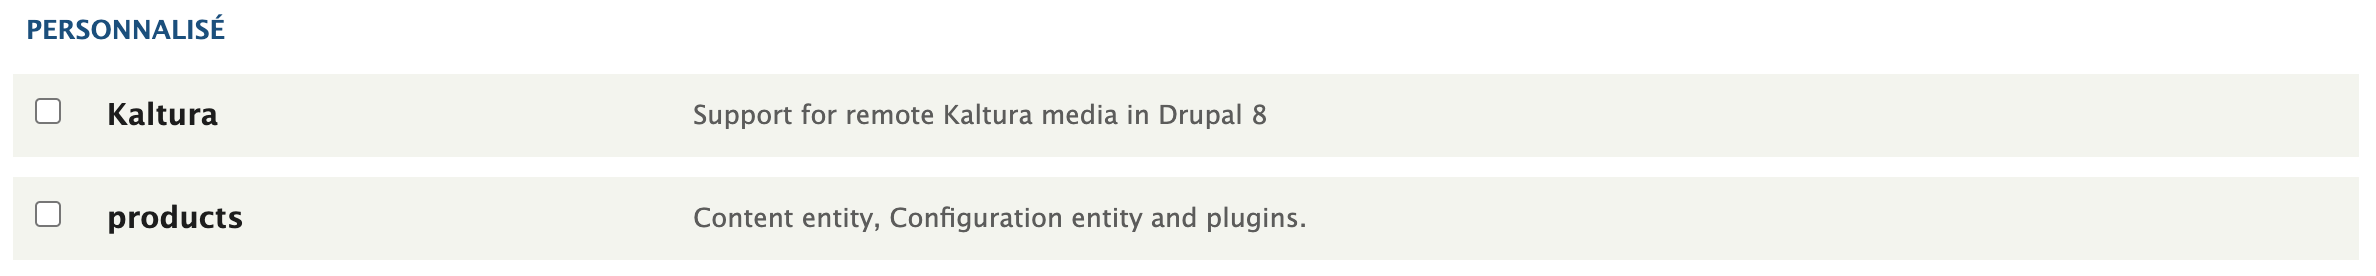 PERSONNALISÉ
Kaltura Support for remote Kaltura media in Drupal 8
products Content entity, Configuration entity and plugins.